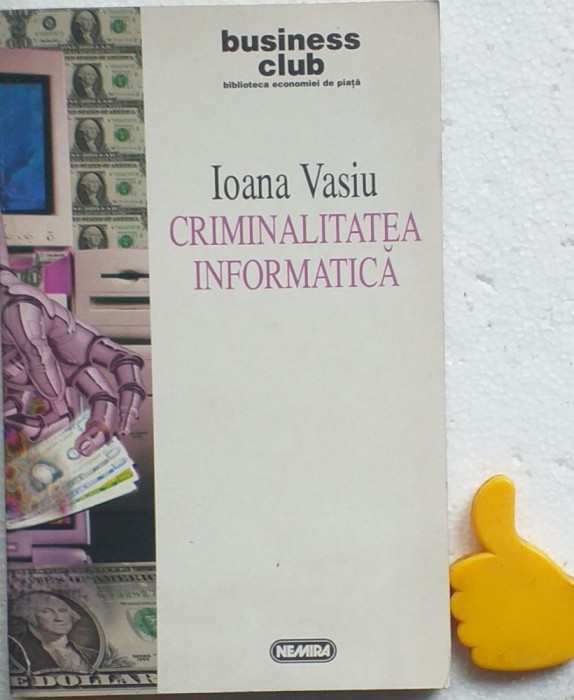 business
club
biblioteca economiei de piață
Ioana Vasiu
CRIMINALITATEA
INFORMATICĂ
NEMIRA